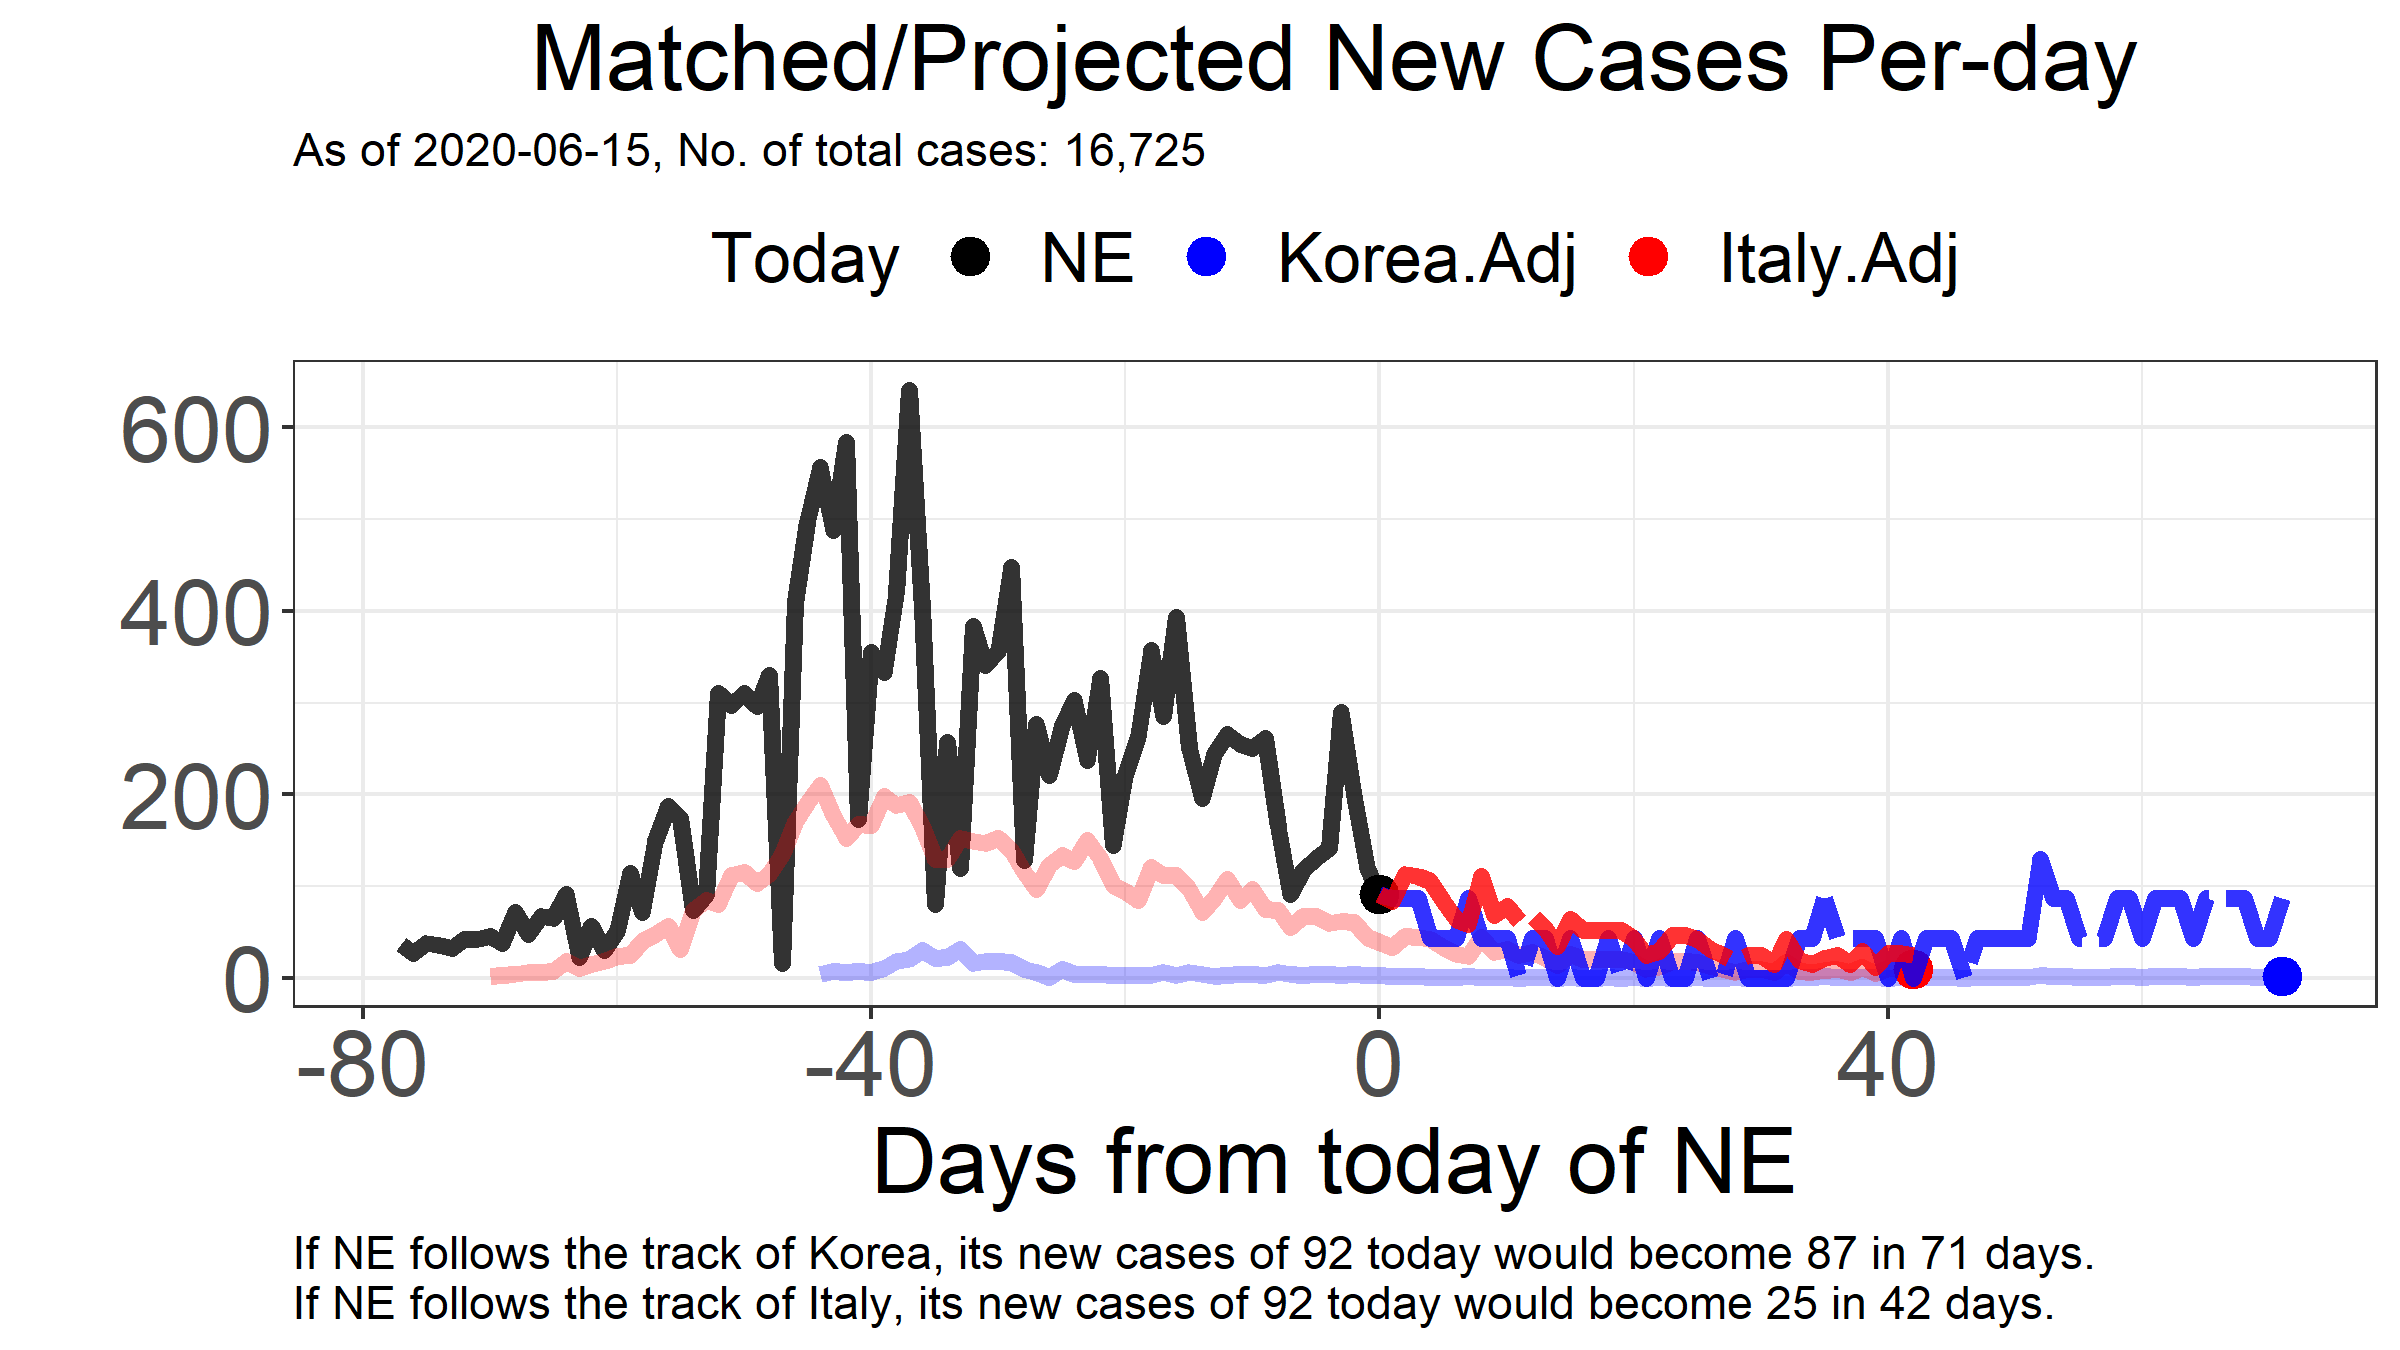 Matched/Projected New Cases Per-day
As of 2020-06-15, No. of total cases: 16,725
Today NE Korea.Adj Italy.Adj
600
400
200
0
-80 -40 0 40
Days from today of NE
If NE follows the track of Korea, its new cases of 92 today would become 87 in 71 days.
If NE follows the track of Italy, its new cases of 92 today would become 25 in 42 days.